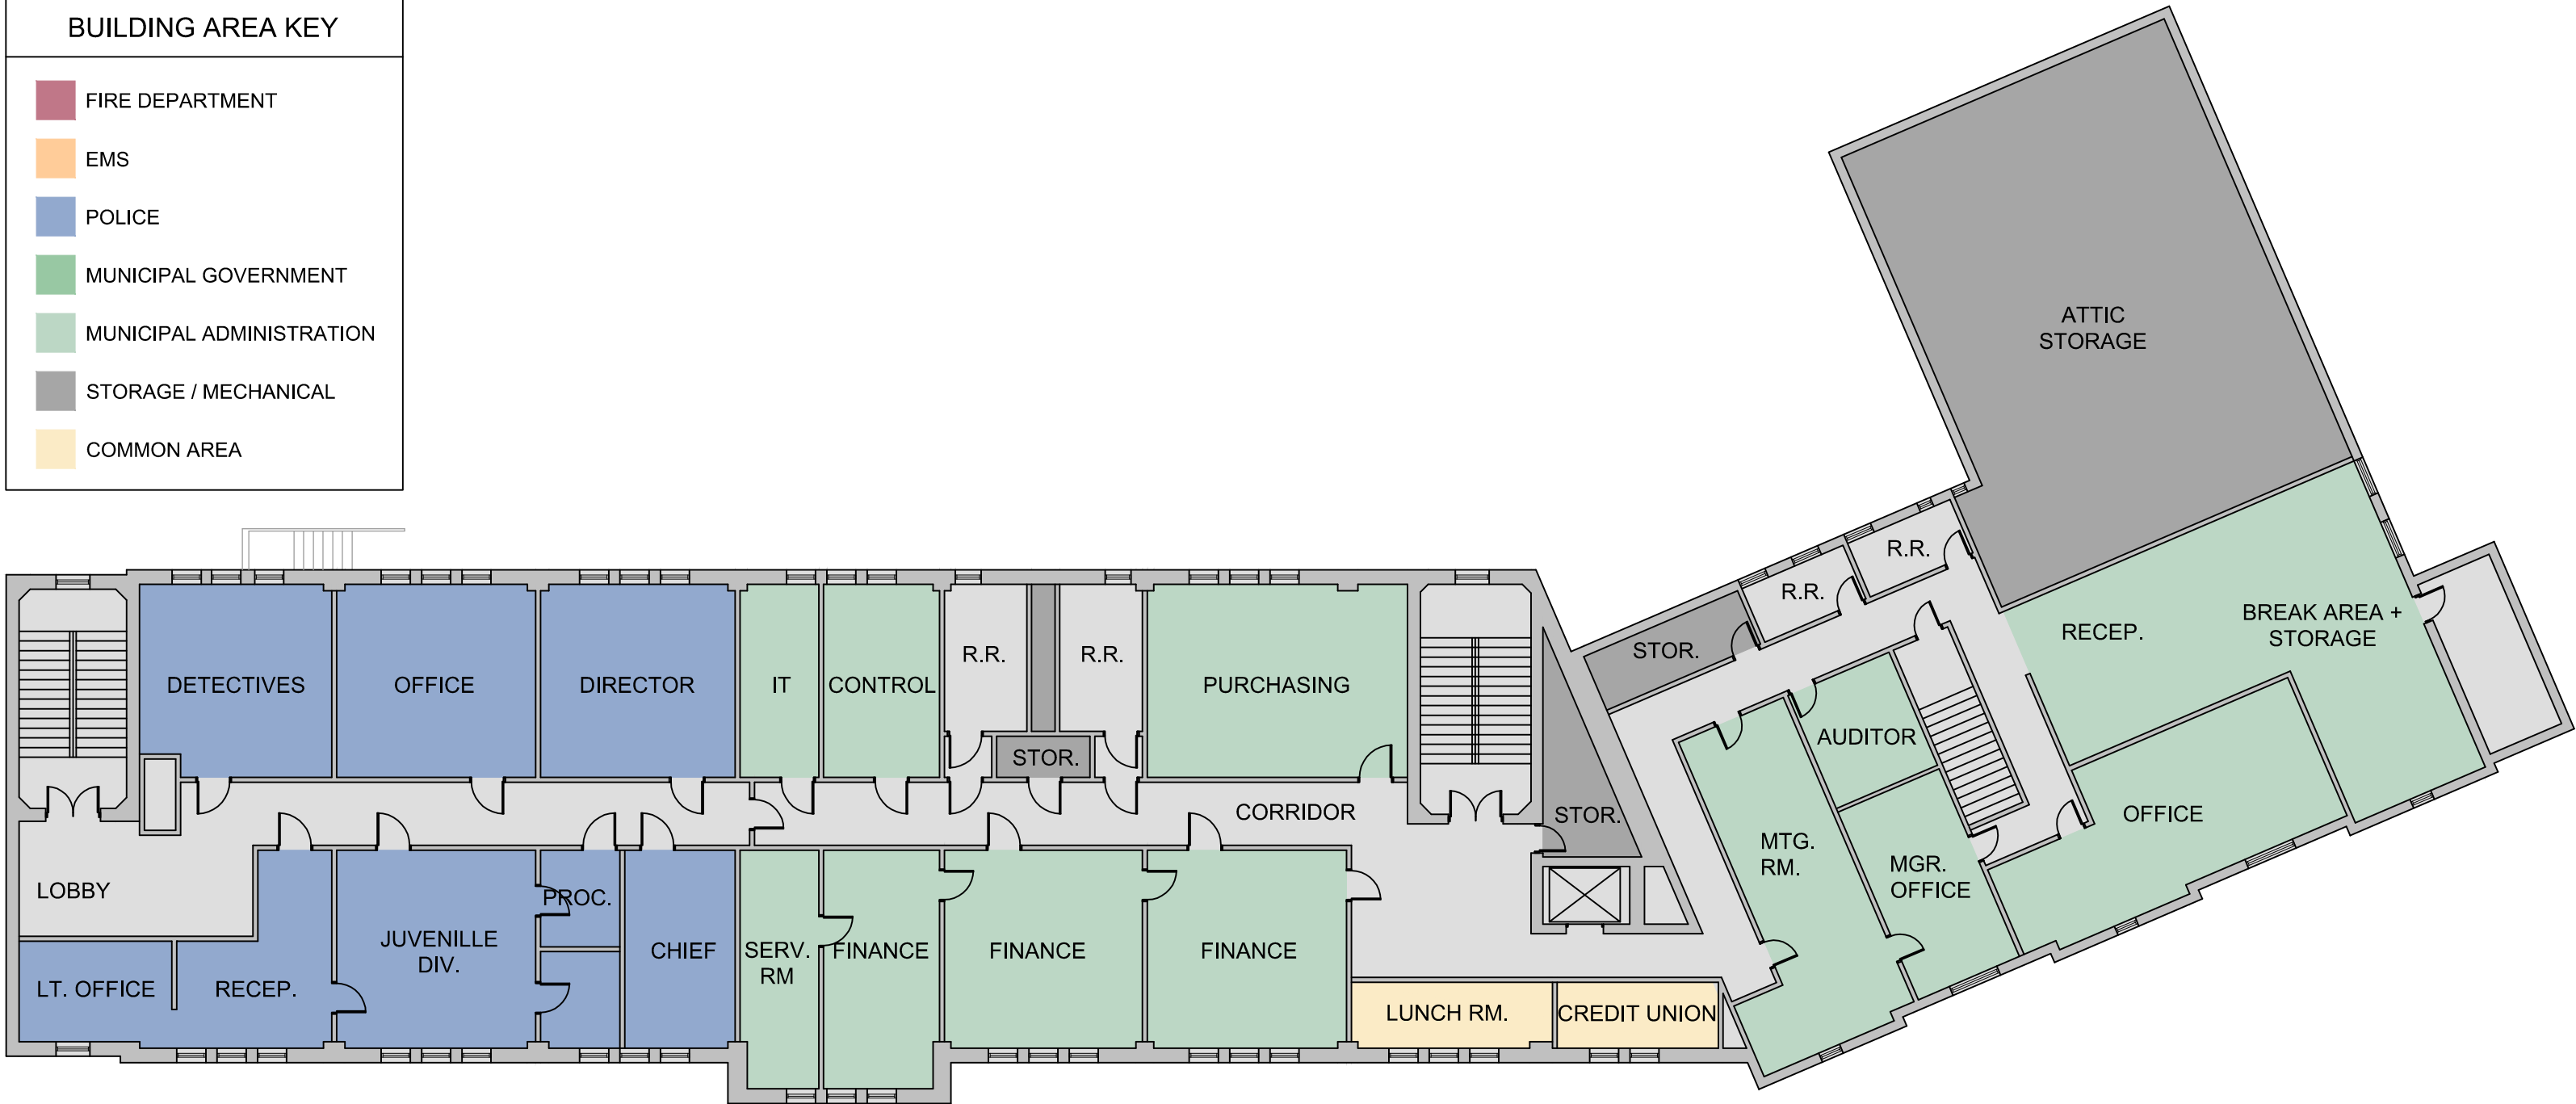 BUILDING AREA KEY
FIRE DEPARTMENT
EMS
POLICE
MUNICIPAL GOVERNMENT
MUNICIPAL ADMINISTRATION
STORAGE / MECHANICAL
COMMON AREA
ATTIC
STORAGE
R.R.
R.R.
STOR.
RECEP.
BREAK AREA +
STORAGE
DETECTIVES
OFFICE
DIRECTOR
IT
CONTROL
R.R.
R.R.
STOR.
PURCHASING
CORRIDOR
STOR.
AUDITOR
OFFICE
MTG.
RM.
MGR.
OFFICE
LOBBY
LT. OFFICE
RECEP.
JUVENILLE
DIV.
PROC.
CHIEF
SERV.
RM
FINANCE
FINANCE
FINANCE
LUNCH RM.
CREDIT UNION